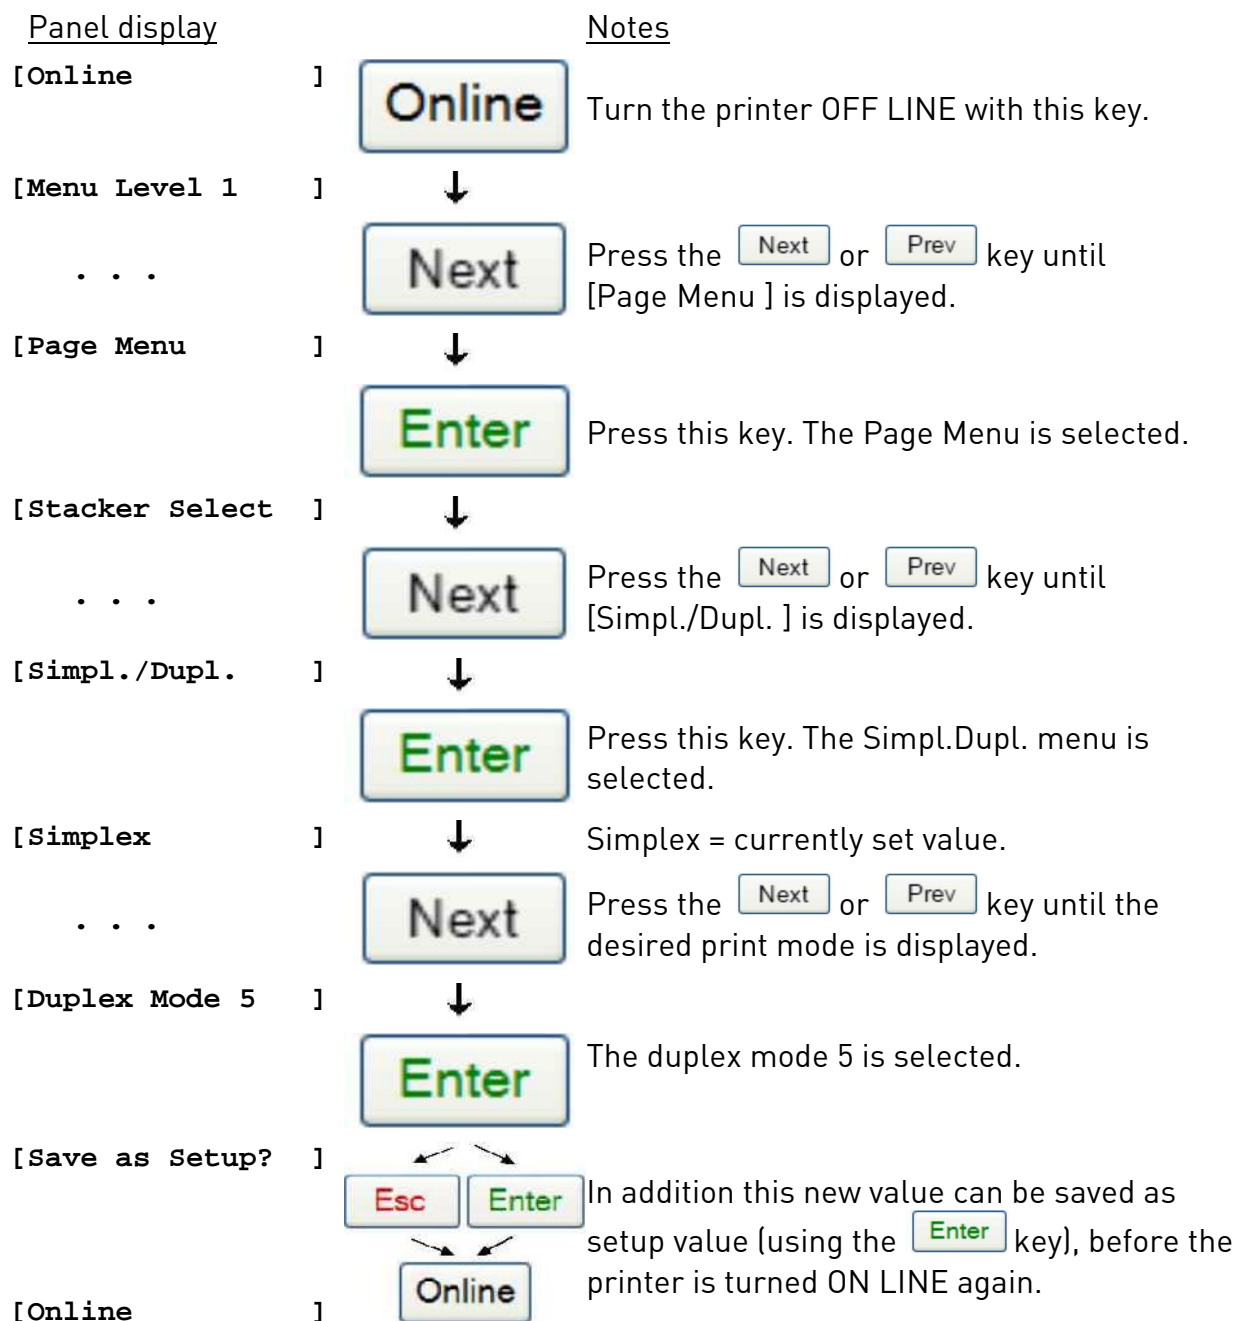 Panel display Notes
[Online ]
Online
Turn the printer OFF LINE with this key.
[Menu Level 1 ]
. . .
Next
Press the Next or Prev key until
[Page Menu ] is displayed.
[Page Menu ]
Enter
Press this key. The Page Menu is selected.
[Stacker Select ]
. . .
Next
Press the Next or Prev key until
[Simpl./Dupl. ] is displayed.
[Simpl./Dupl. ]
Enter
Press this key. The Simpl.Dupl. menu is
selected.
[Simplex ]
Simplex = currently set value.
. . .
Next
Press the Next or Prev key until the
desired print mode is displayed.
[Duplex Mode 5 ]
Enter
The duplex mode 5 is selected.
[Save as Setup? ]
Esc Enter
In addition this new value can be saved as
setup value (using the Enter key), before the
printer is turned ON LINE again.
Online
[Online ]